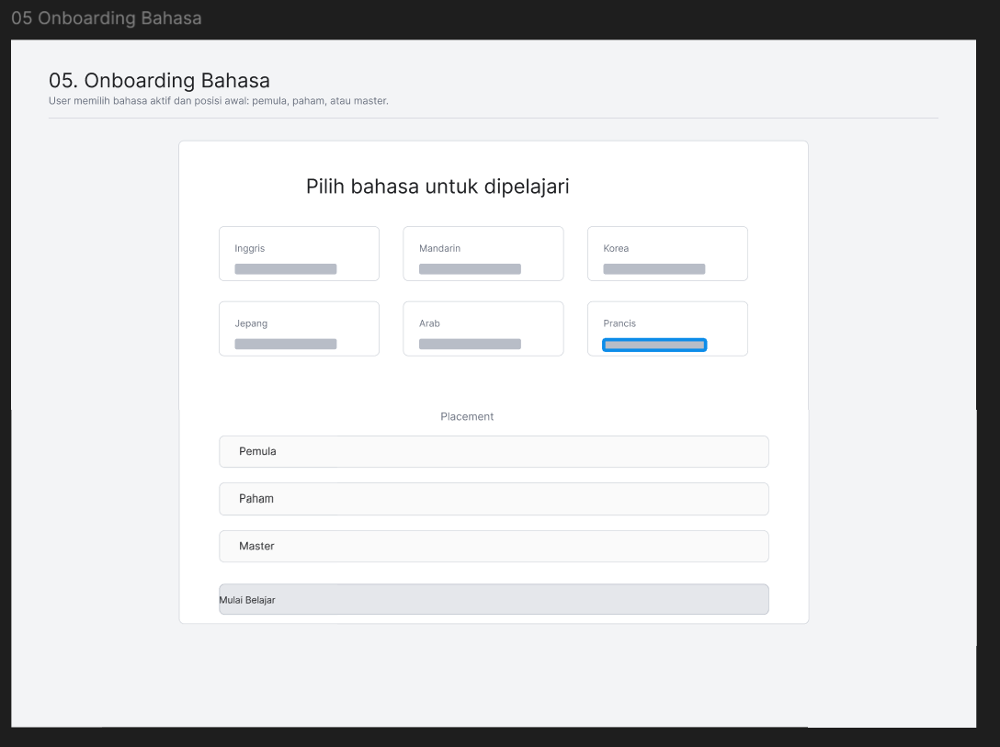 05 Onboarding Bahasa
05. Onboarding Bahasa
User memilih bahasa aktif dan posisi awal: pemula, paham, atau master.
Pilih bahasa untuk dipelajari
Inggris
Mandarin
Korea
Jepang
Arab
Prancis
Placement
Pemula
Paham
Master
Mulai Belajar